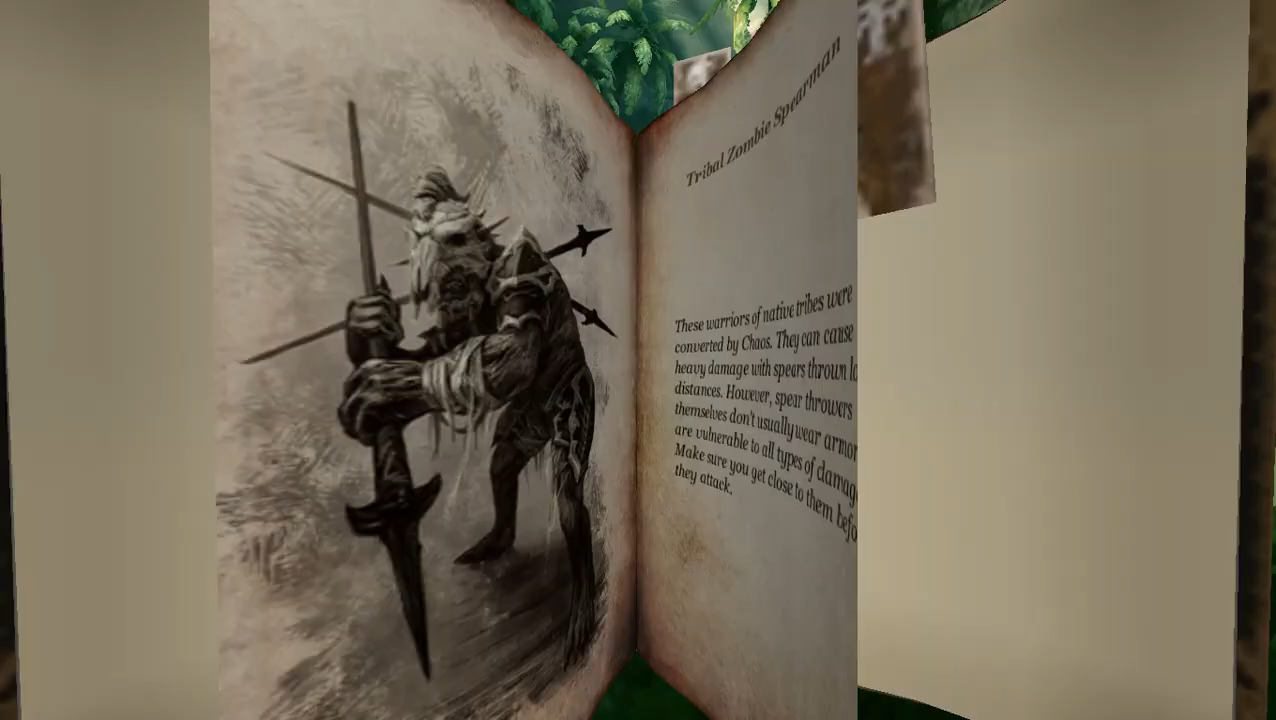 Tribal Zombie Spearman
These warriors of native tribes were
converted by Chaos. They can cause
heavy damage with spears thrown
distances. However, spear throwers
themselves don't usually wear armor
are vulnerable to all types of
Make sure you get close to them
they attack.